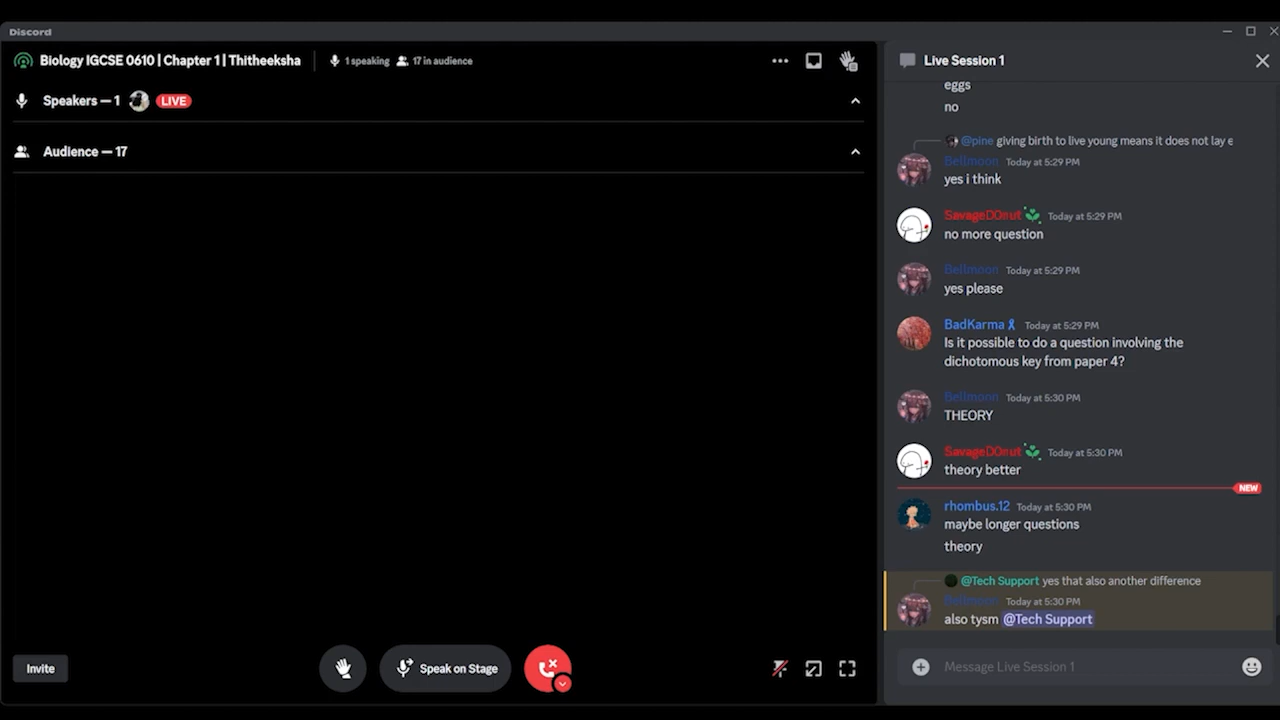 Discord
Biology IGCSE 0610 | Chapter 1 | Thitheeksha
1 speaking
17 in audience
Speakers — 1
LIVE
Audience — 17
Invite
Speak on Stage
Live Session 1
eggs
no
@pine giving birth to live young means it does not lay e
Bellmoon Today at 5:29 PM
yes i think
SavageD0nut Today at 5:29 PM
no more question
Bellmoon Today at 5:29 PM
yes please
BadKarma Today at 5:29 PM
Is it possible to do a question involving the
dichotomous key from paper 4?
Bellmoon Today at 5:30 PM
THEORY
SavageD0nut Today at 5:30 PM
theory better
NEW
rhombus.12 Today at 5:30 PM
maybe longer questions
theory
@Tech Support yes that also another difference
Bellmoon Today at 5:30 PM
also tysm @Tech Support
Message Live Session 1